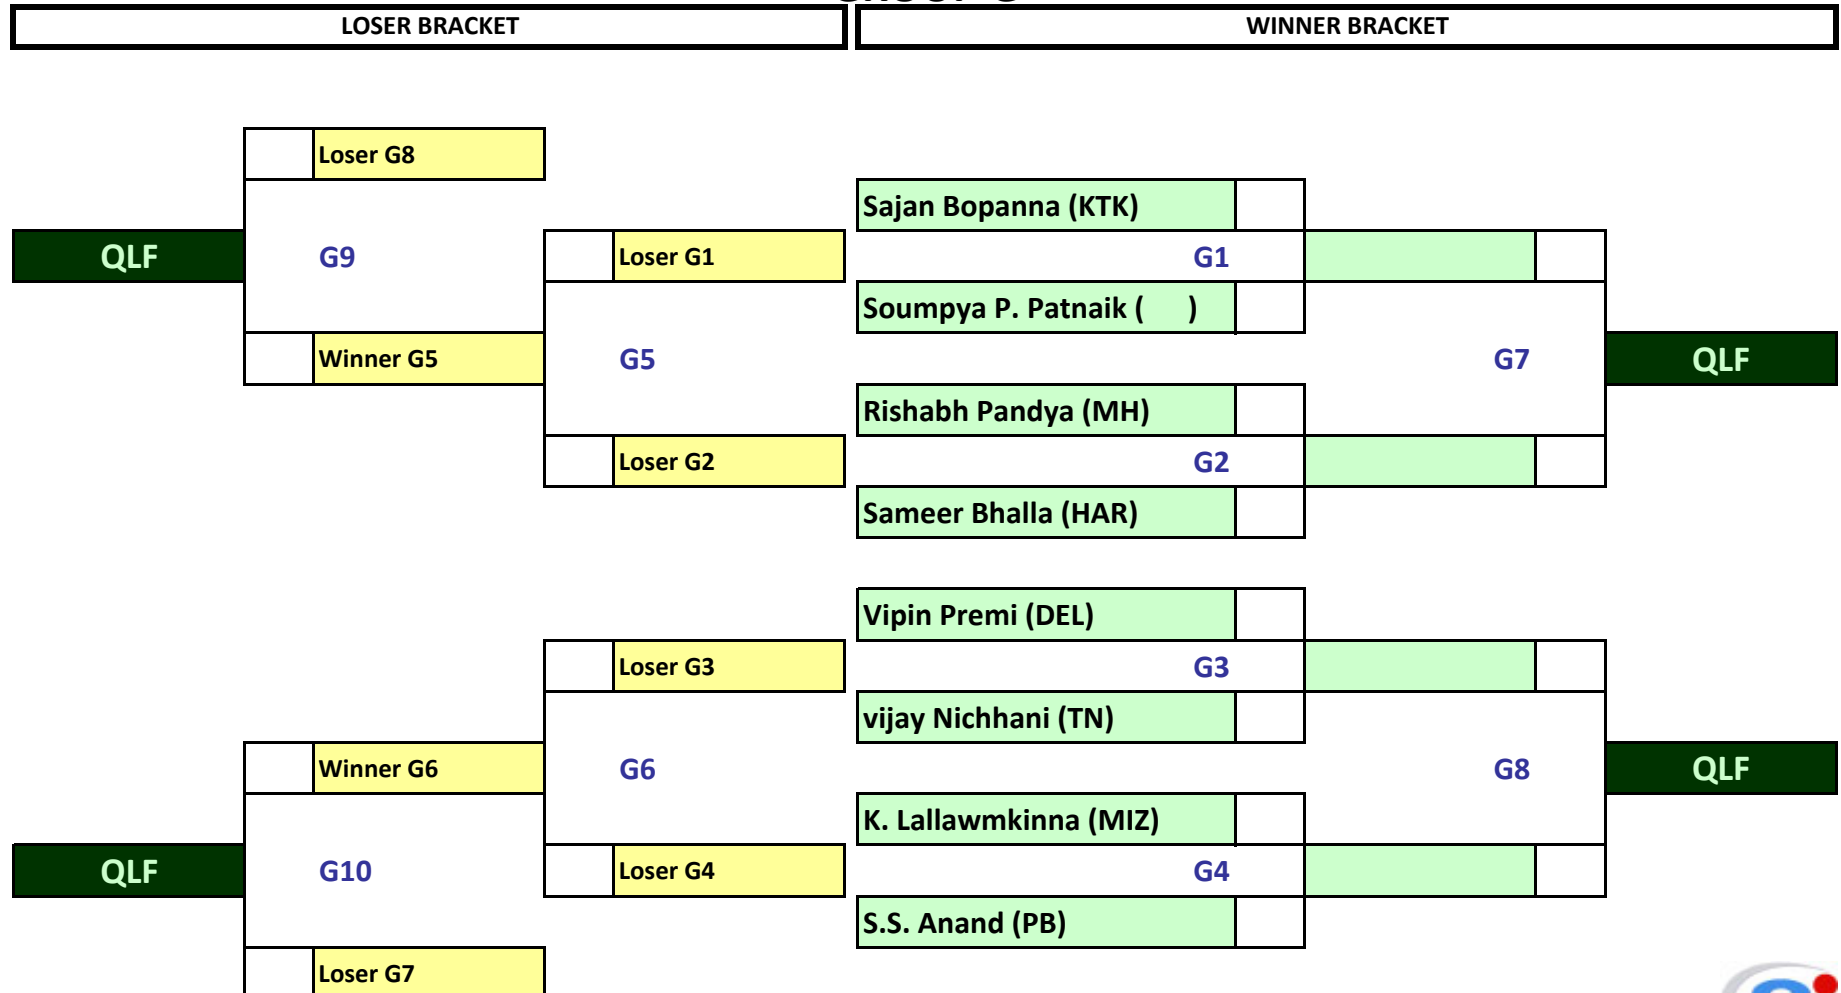 LOSER BRACKET
WINNER BRACKET
Loser G8
Sajan Bopanna (KTK)
QLF
G9
Loser G1
G1
Soumpya P. Patnaik (      )
Winner G5
G5
G7
QLF
Rishabh Pandya (MH)
Loser G2
G2
Sameer Bhalla (HAR)
Vipin Premi (DEL)
Loser G3
G3
vijay Nichhani (TN)
Winner G6
G6
G8
QLF
K. Lallawmkinna (MIZ)
QLF
G10
Loser G4
G4
S.S. Anand (PB)
Loser G7